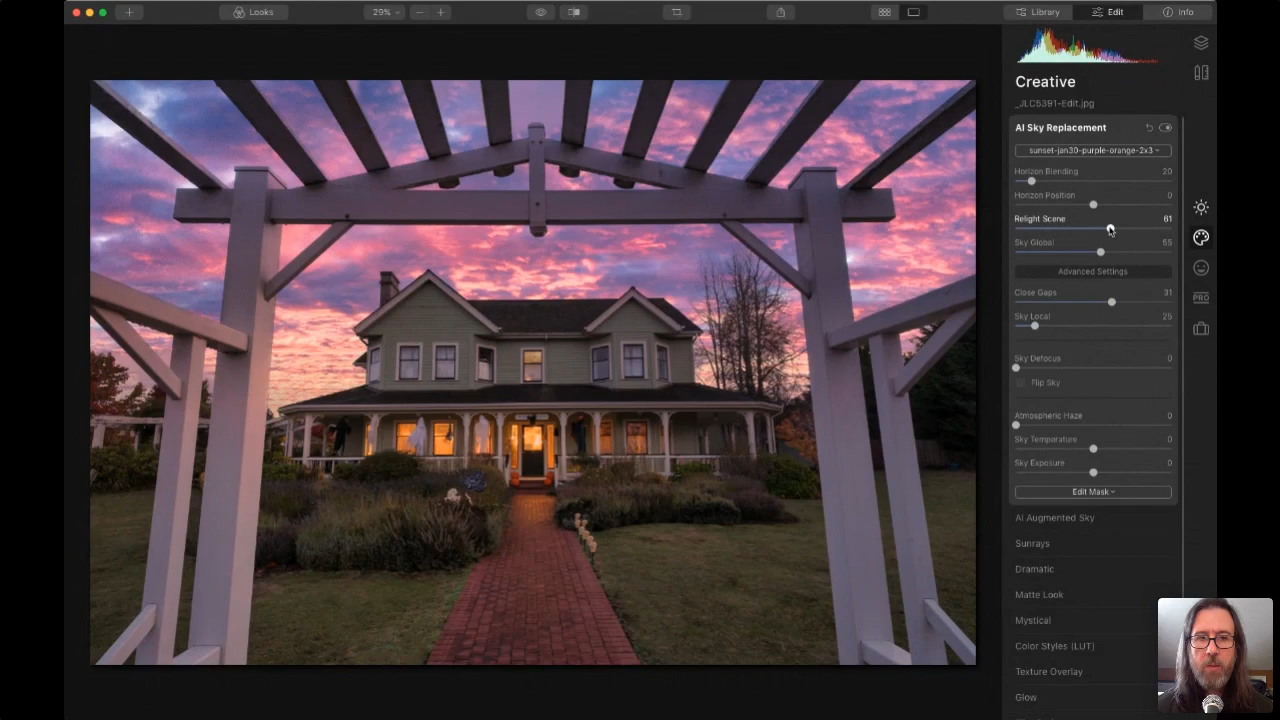 Looks
29%
Library
Edit
Info
Creative
_JLC5391-Edit.jpg
AI Sky Replacement
sunset-jan30-purple-orange-2x3
Horizon Blending 20
Horizon Position 0
Relight Scene 61
Sky Global 55
Advanced Settings
Close Gaps 31
Sky Local 25
Sky Defocus 0
Flip Sky
Atmospheric Haze 0
Sky Temperature 0
Sky Exposure 0
Edit Mask
PRO
AI Augmented Sky
Sunrays
Dramatic
Matte Look
Mystical
Color Styles (LUT)
Texture Overlay
Glow